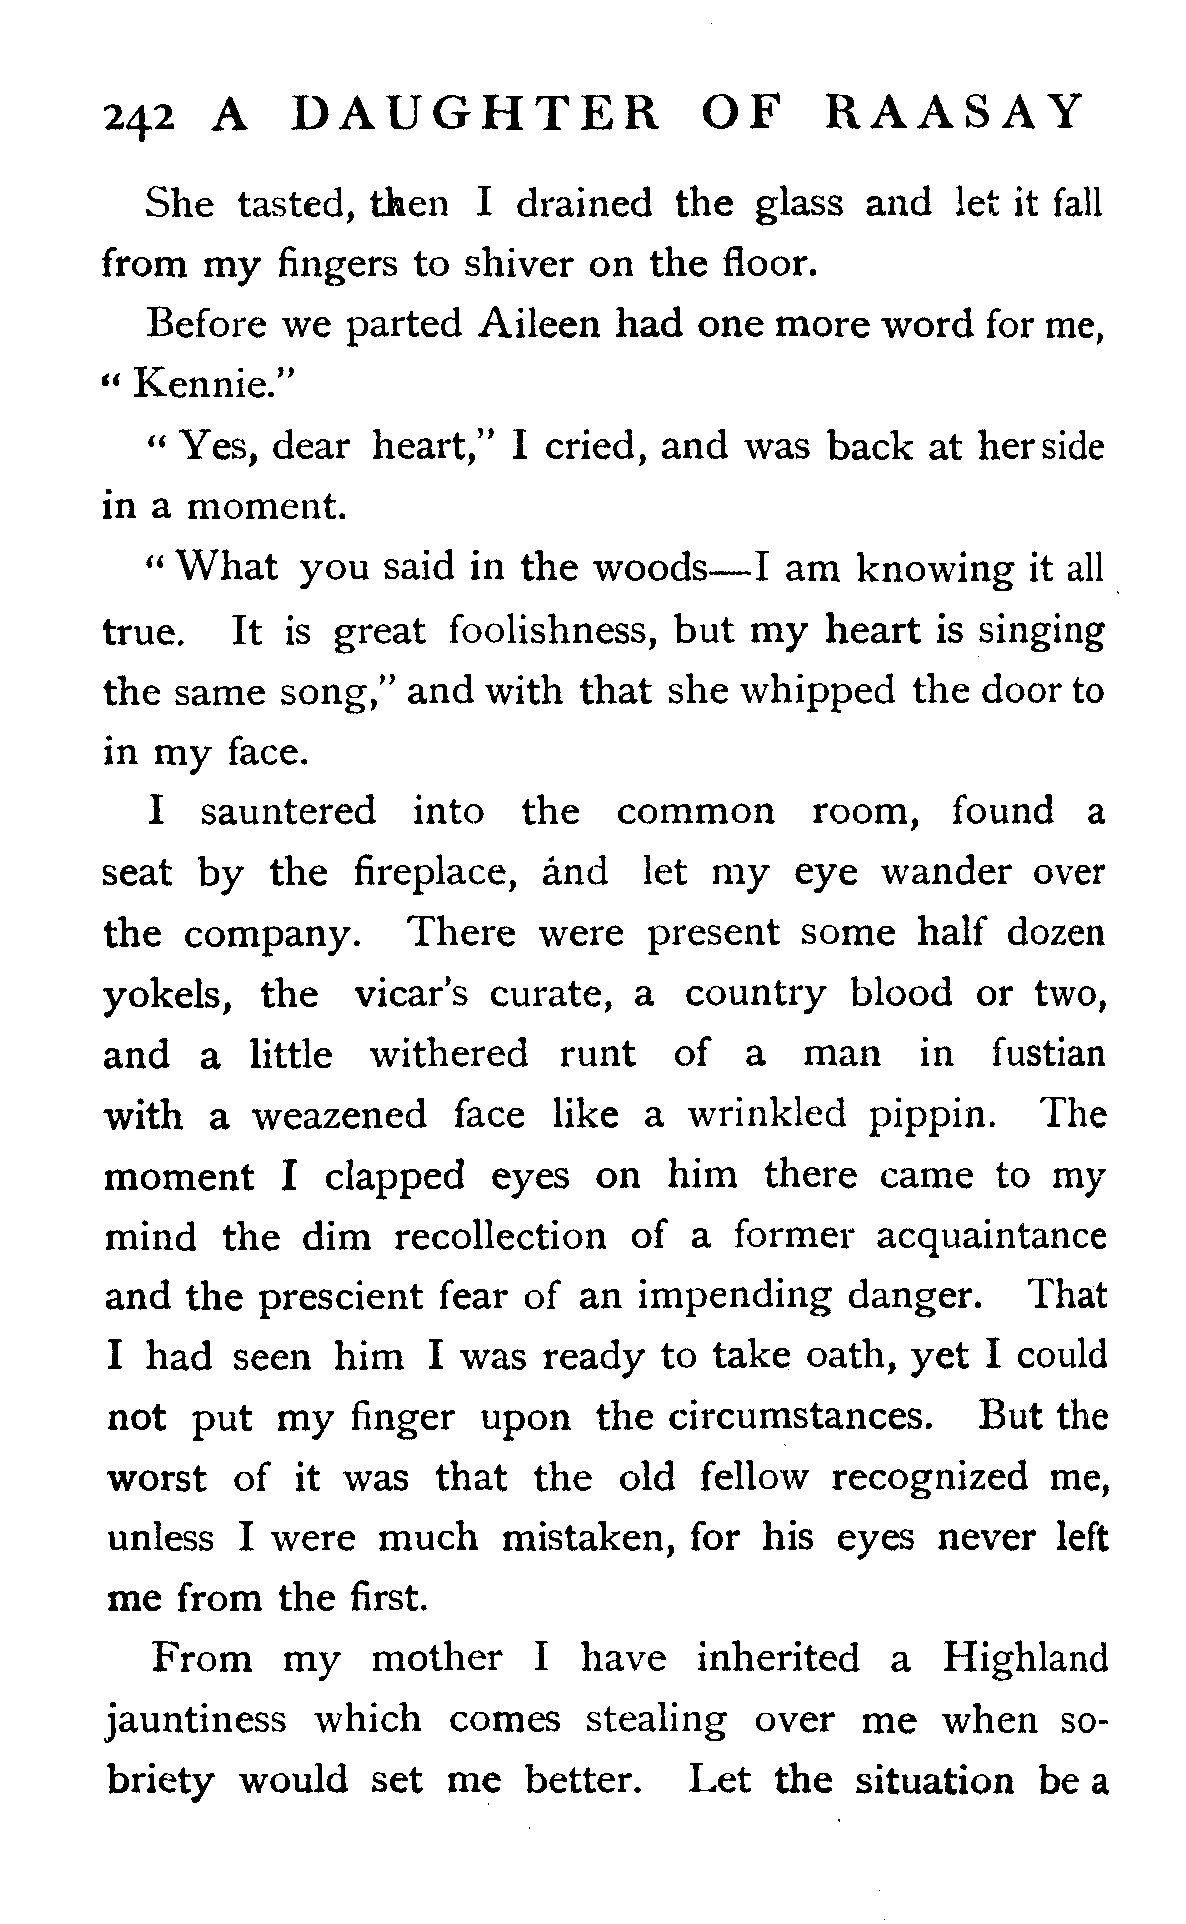 242 A DAUGHTER OF RAASAY
She tasted, then I drained the glass and let it fall
from my fingers to shiver on the floor.
Before we parted Aileen had one more word for me,
“ Kennie.”
“ Yes, dear heart,” I cried, and was back at her side
in a moment.
“ What you said in the woods—I am knowing it all
true. It is great foolishness, but my heart is singing
the same song,” and with that she whipped the door to
in my face.
I sauntered into the common room, found a
seat by the fireplace, and let my eye wander over
the company. There were present some half dozen
yokels, the vicar’s curate, a country blood or two,
and a little withered runt of a man in fustian
with a weazened face like a wrinkled pippin. The
moment I clapped eyes on him there came to my
mind the dim recollection of a former acquaintance
and the prescient fear of an impending danger. That
I had seen him I was ready to take oath, yet I could
not put my finger upon the circumstances. But the
worst of it was that the old fellow recognized me,
unless I were much mistaken, for his eyes never left
me from the first.
From my mother I have inherited a Highland
jauntiness which comes stealing over me when so-
briety would set me better. Let the situation be a